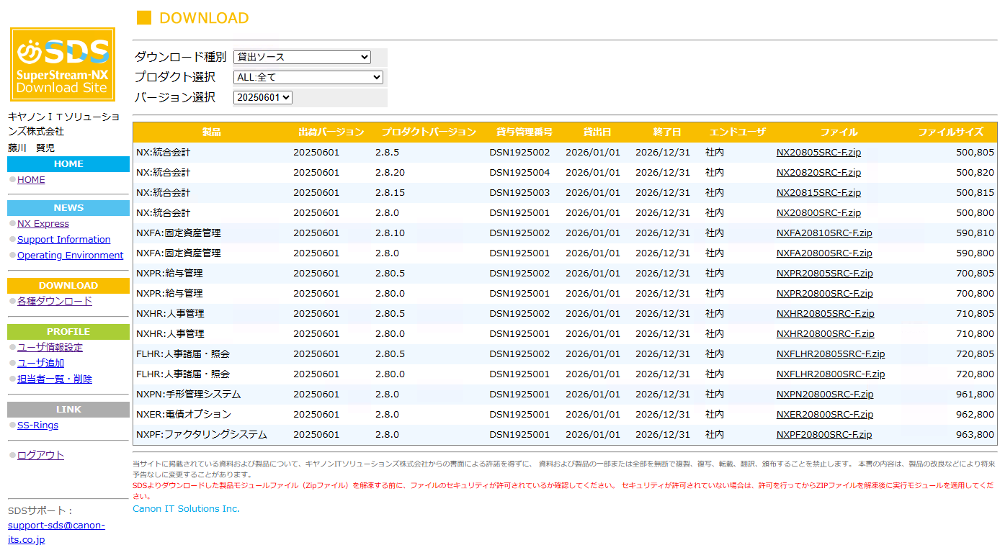 DOWNLOAD
SDS
SuperStream-NX
Download Site
キヤノンＩＴソリューショ
ンズ株式会社
藤川　賢児
HOME
HOME
NEWS
NX Express
Support Information
Operating Environment
DOWNLOAD
各種ダウンロード
PROFILE
ユーザ情報設定
ユーザ追加
担当者一覧・削除
LINK
SS-Rings
ログアウト
SDSサポート：
support-sds@canon-
its.co.jp
ダウンロード種別 貸出ソース
プロダクト選択 ALL:全て
バージョン選択 20250601
製品 出荷バージョン プロダクトバージョン 貸与管理番号 貸出日 終了日 エンドユーザ ファイル ファイルサイズ
NX:統合会計 20250601 2.8.5 DSN1925002 2026/01/01 2026/12/31 社内 NX20805SRC-F.zip 500,805
NX:統合会計 20250601 2.8.20 DSN1925004 2026/01/01 2026/12/31 社内 NX20820SRC-F.zip 500,820
NX:統合会計 20250601 2.8.15 DSN1925003 2026/01/01 2026/12/31 社内 NX20815SRC-F.zip 500,815
NX:統合会計 20250601 2.8.0 DSN1925001 2026/01/01 2026/12/31 社内 NX20800SRC-F.zip 500,800
NXFA:固定資産管理 20250601 2.8.10 DSN1925002 2026/01/01 2026/12/31 社内 NXFA20810SRC-F.zip 590,810
NXFA:固定資産管理 20250601 2.8.0 DSN1925001 2026/01/01 2026/12/31 社内 NXFA20800SRC-F.zip 590,800
NXPR:給与管理 20250601 2.80.5 DSN1925002 2026/01/01 2026/12/31 社内 NXPR20805SRC-F.zip 700,805
NXPR:給与管理 20250601 2.80.0 DSN1925001 2026/01/01 2026/12/31 社内 NXPR20800SRC-F.zip 700,800
NXHR:人事管理 20250601 2.80.5 DSN1925002 2026/01/01 2026/12/31 社内 NXHR20805SRC-F.zip 710,805
NXHR:人事管理 20250601 2.80.0 DSN1925001 2026/01/01 2026/12/31 社内 NXHR20800SRC-F.zip 710,800
FLHR:人事諸届・照会 20250601 2.80.5 DSN1925002 2026/01/01 2026/12/31 社内 NXFLHR20805SRC-F.zip 720,805
FLHR:人事諸届・照会 20250601 2.80.0 DSN1925001 2026/01/01 2026/12/31 社内 NXFLHR20800SRC-F.zip 720,800
NXPN:手形管理システム 20250601 2.8.0 DSN1925001 2026/01/01 2026/12/31 社内 NXPN20800SRC-F.zip 961,800
NXER:電債オプション 20250601 2.8.0 DSN1925001 2026/01/01 2026/12/31 社内 NXER20800SRC-F.zip 962,800
NXPF:ファクタリングシステム 20250601 2.8.0 DSN1925001 2026/01/01 2026/12/31 社内 NXPF20800SRC-F.zip 963,800
当サイトに掲載されている資料および製品について、キヤノンITソリューションズ株式会社からの書面による許諾を得ずに、 資料および製品の一部または全部を無断で複製、複写、転載、翻訳、頒布することを禁止します。 本書の内容は、製品の改良などにより将来
予告なしに変更することがあります。
SDSよりダウンロードした製品モジュールファイル（Zipファイル）を解凍する前に、ファイルのセキュリティが許可されているか確認してください。 セキュリティが許可されていない場合は、許可を行ってからZIPファイルを解凍後に実行モジュールを適用してくだ
さい。
Canon IT Solutions Inc.